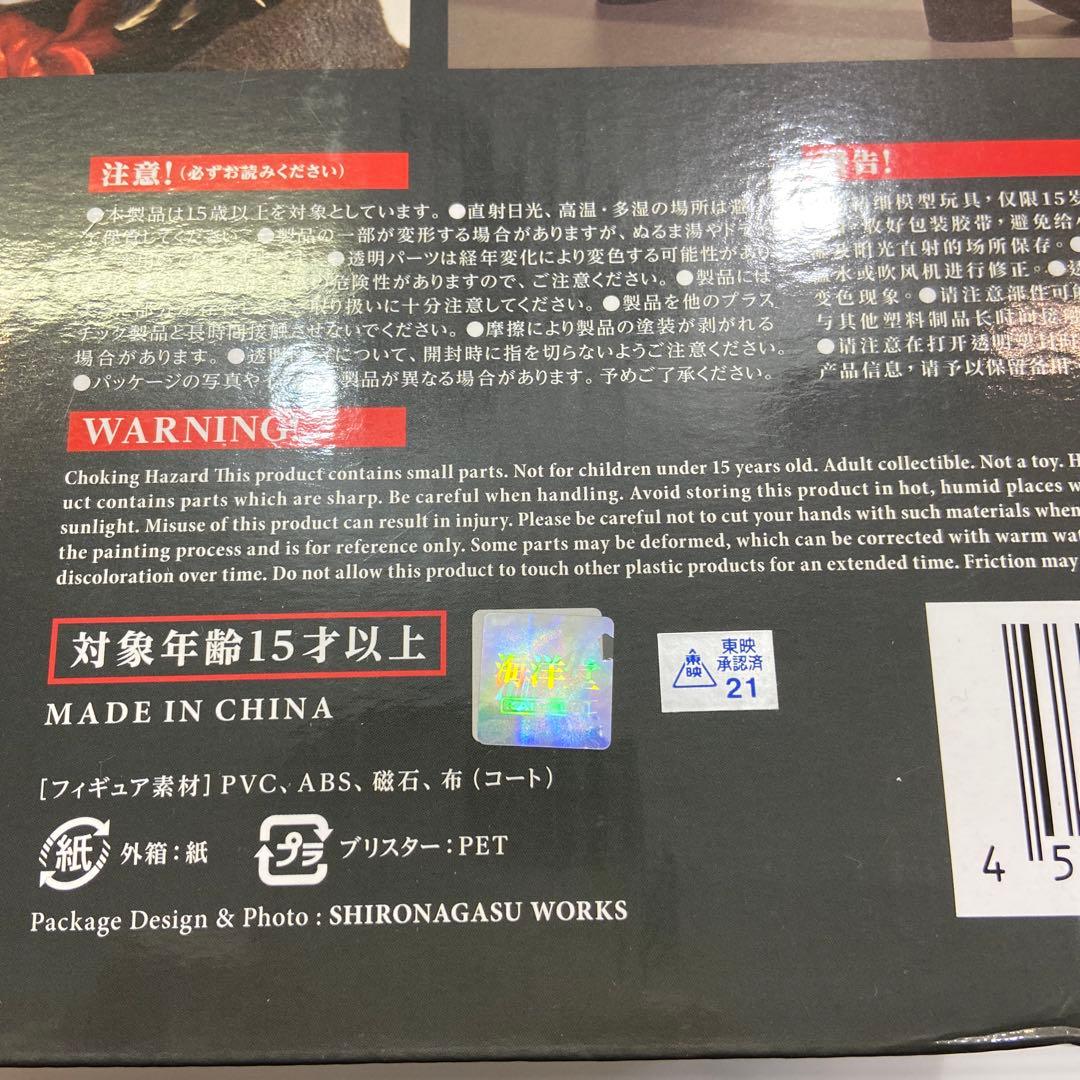 注意!(必ずお読みください)
●本製品は15歳以上を対象としています。●直射日光、高温・多湿の場所は避
●製品の一部が変形する場合がありますが、ぬるま湯やド
●透明パーツは経年変化により変色する可能性があり
危険性がありますので、ご注意ください。●製品には
取り扱いに十分注意してください。●製品を他のプラス
チック製品と長時間接触させないでください。●摩擦により製品の塗装が剥がれる
場合があります。●透明 について、開封時に指を切らないようご注意ください。
●パッケージの写真や 製品が異なる場合があります。予めご了承ください。
告!
细模型玩具，仅限15岁
收好包装胶带，避免给
阳光直射的场所保存。●
水或吹风机进行修正。●
变色现象。●请注意部件可能
与其他塑料制品长时间接触
●请注意在打开透明塑
产品信息，请予以保留备用
WARNING!
Choking Hazard This product contains small parts. Not for children under 15 years old. Adult collectible. Not a toy. H
uct contains parts which are sharp. Be careful when handling. Avoid storing this product in hot, humid places w
sunlight. Misuse of this product can result in injury. Please be careful not to cut your hands with such materials when
the painting process and is for reference only. Some parts may be deformed, which can be corrected with warm wat
discoloration over time. Do not allow this product to touch other plastic products for an extended time. Friction may
対象年齢15才以上
海洋堂
東映
東映
承認済
21
MADE IN CHINA
[フィギュア素材] PVC、ABS、磁石、布(コート)
紙 外箱:紙 プラ ブリスター:PET
Package Design & Photo : SHIRONAGASU WORKS
4 5